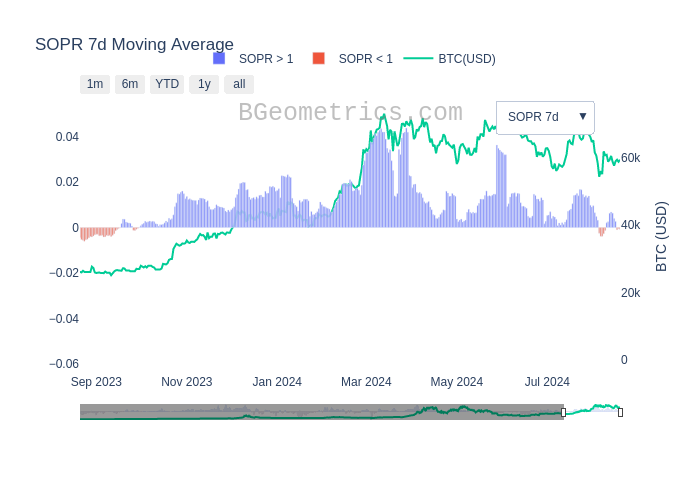 SOPR 7d Moving Average
SOPR > 1
SOPR < 1
BTC(USD)
1m
6m
YTD
1y
all
BGeometrics.com
SOPR 7d ▼
0.04
0.02
0
−0.02
−0.04
−0.06
60k
40k
20k
0
BTC (USD)
Sep 2023
Nov 2023
Jan 2024
Mar 2024
May 2024
Jul 2024